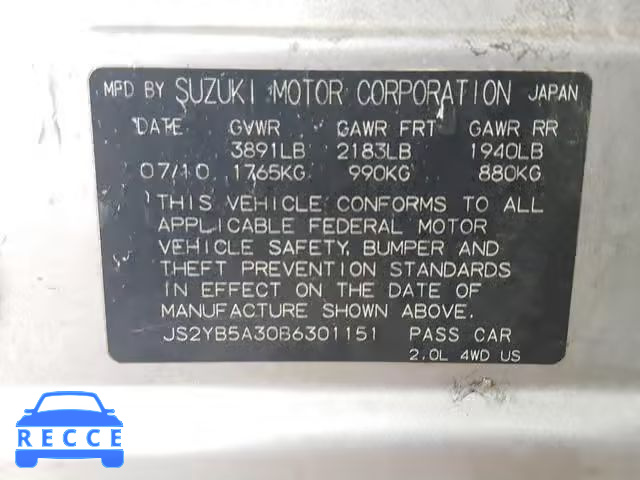 MFD BY SUZUKI MOTOR CORPORATION JAPAN
DATE GVWR GAWR FRT GAWR RR
3891LB 2183LB 1940LB
07/10 1765KG 990KG 880KG
THIS VEHICLE CONFORMS TO ALL
APPLICABLE FEDERAL MOTOR
VEHICLE SAFETY, BUMPER AND
THEFT PREVENTION STANDARDS
IN EFFECT ON THE DATE OF
MANUFACTURE SHOWN ABOVE.
JS2YB5A30B6301151 PASS CAR
2.0L 4WD US
RECCE